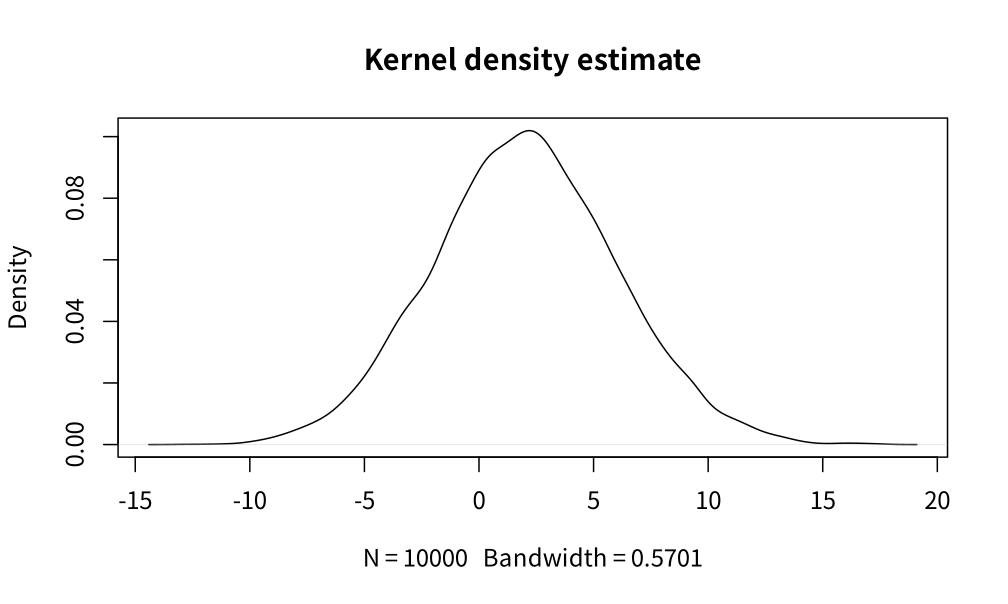 Kernel density estimate
Density
0.00 0.04 0.08
-15 -10 -5 0 5 10 15 20
N = 10000 Bandwidth = 0.5701